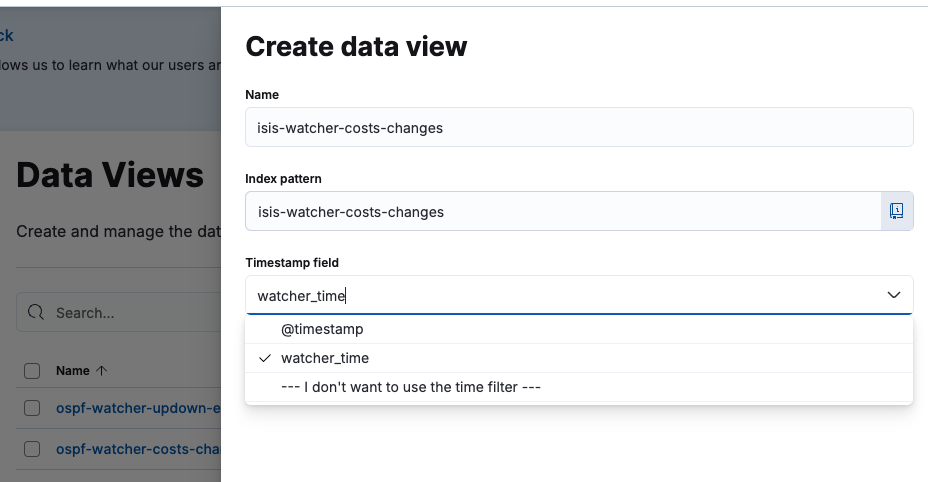 ck
Create data view
lows us to learn what our users ar
Name
isis-watcher-costs-changes
Data Views
Index pattern
isis-watcher-costs-changes
Create and manage the dat
Timestamp field
watcher_time
Search...
@timestamp
watcher_time
Name
--- I don't want to use the time filter ---
ospf-watcher-updown-e
ospf-watcher-costs-cha